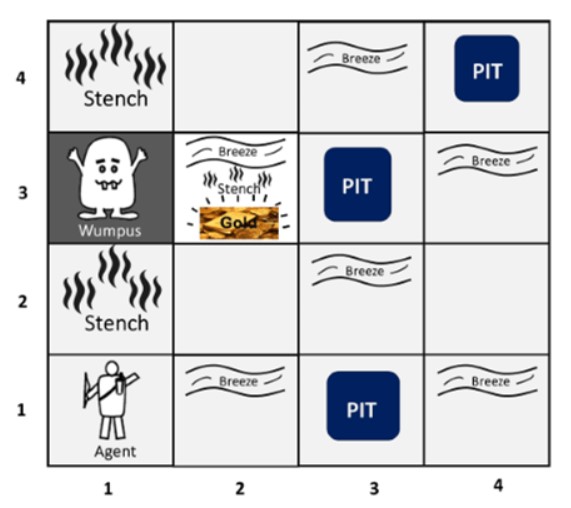 4
Stench
Breeze
PIT
3
Wumpus
Breeze
Stench
Gold
PIT
Breeze
2
Stench
Breeze
1
Agent
Breeze
PIT
Breeze
1 2 3 4